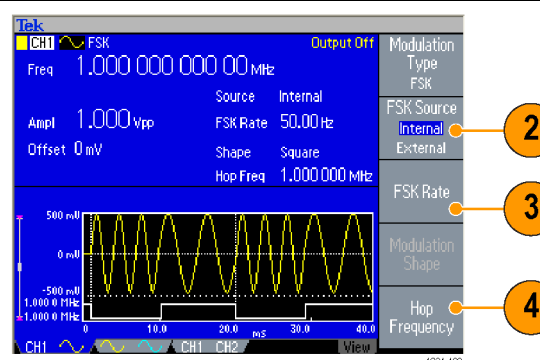 Tek
CH1 FSK Output Off
Freq 1.000 000 000 00 MHz
Source Internal
Ampl 1.000 Vpp FSK Rate 50.00 Hz
Offset 0 mV Shape Square
Hop Freq 1.000 000 MHz
500 mU
0 mU
-500 mU
1.000 0 MHz
1.000 0 MHz
0 10.0 20.0 ms 30.0 40.0
CH1 CH1 CH2 View
Modulation
Type
FSK
FSK Source
Internal
External
FSK Rate
Modulation
Shape
Hop
Frequency
2
3
4